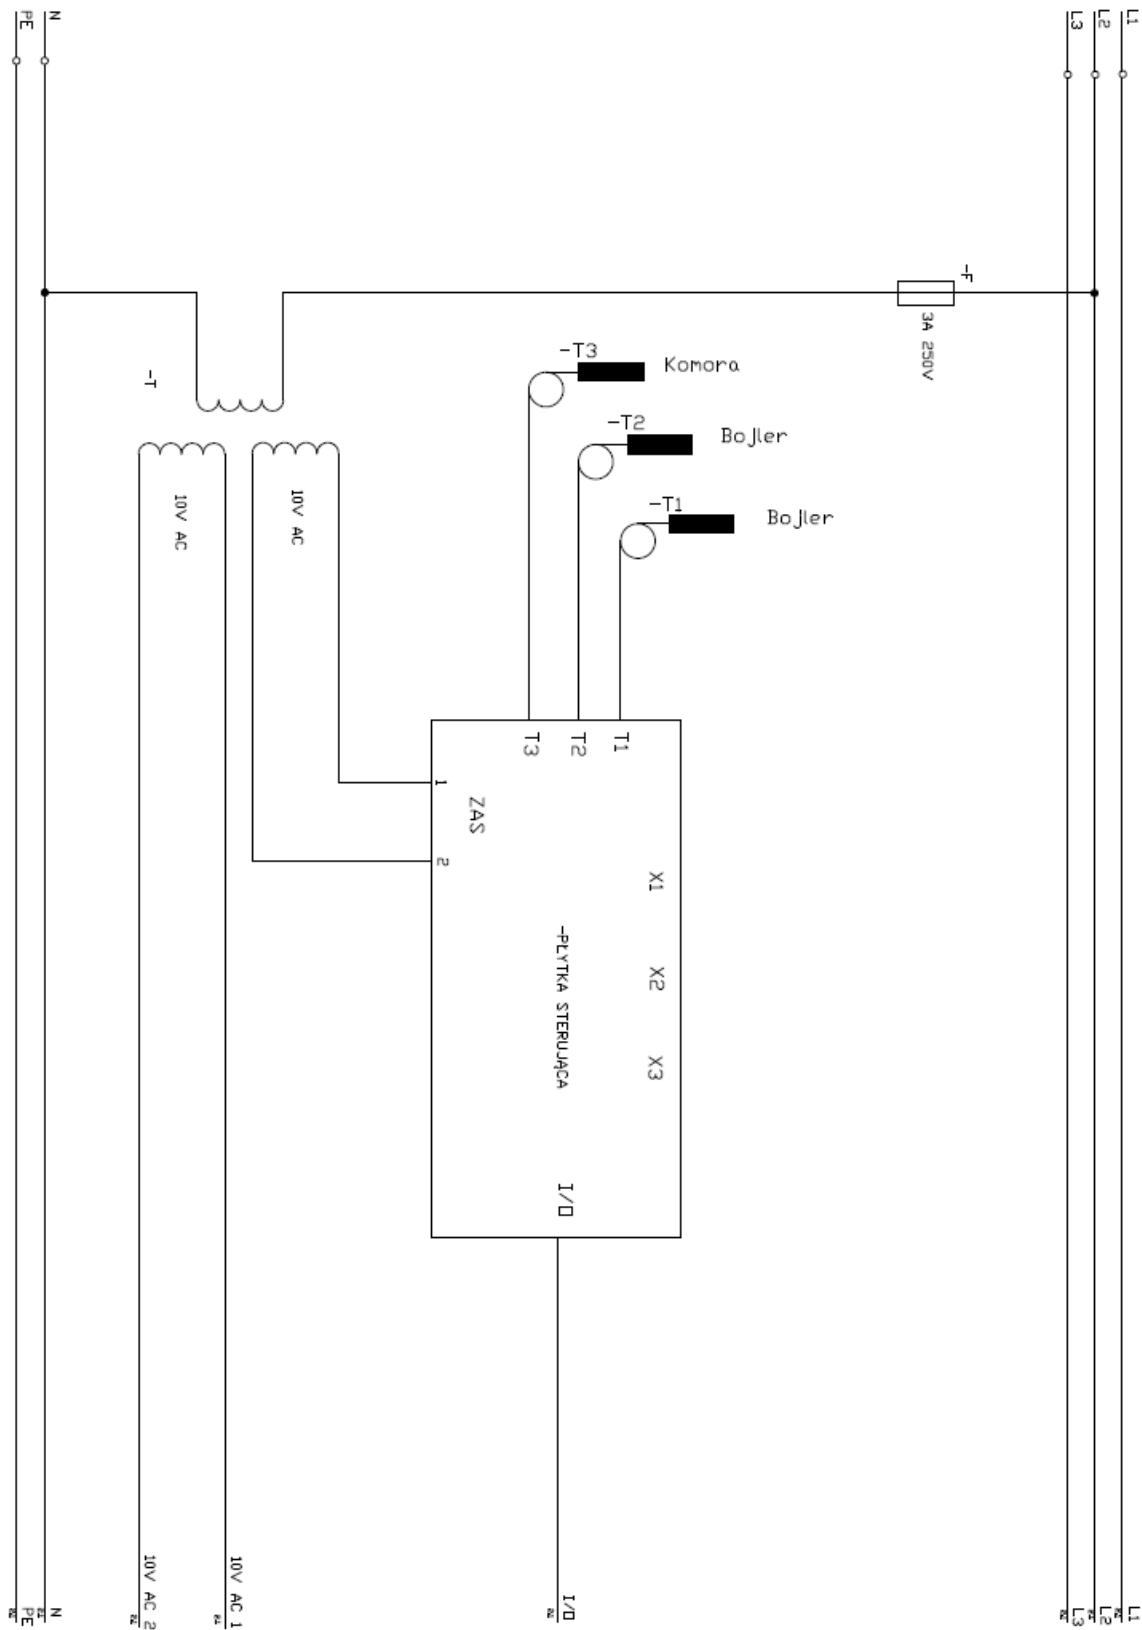 L1
L2
L3
-F
3A 250V
-T3
Komora
-T2
Bojler
-T1
Bojler
T1
T2
T3
X1
X2
X3
1
ZAS
2
-PŁYTKA STERUJĄCA
I/O
-T
10V AC
10V AC
N
PE
L1
L2
L3
I/O
10V AC 1
10V AC 2
N
PE